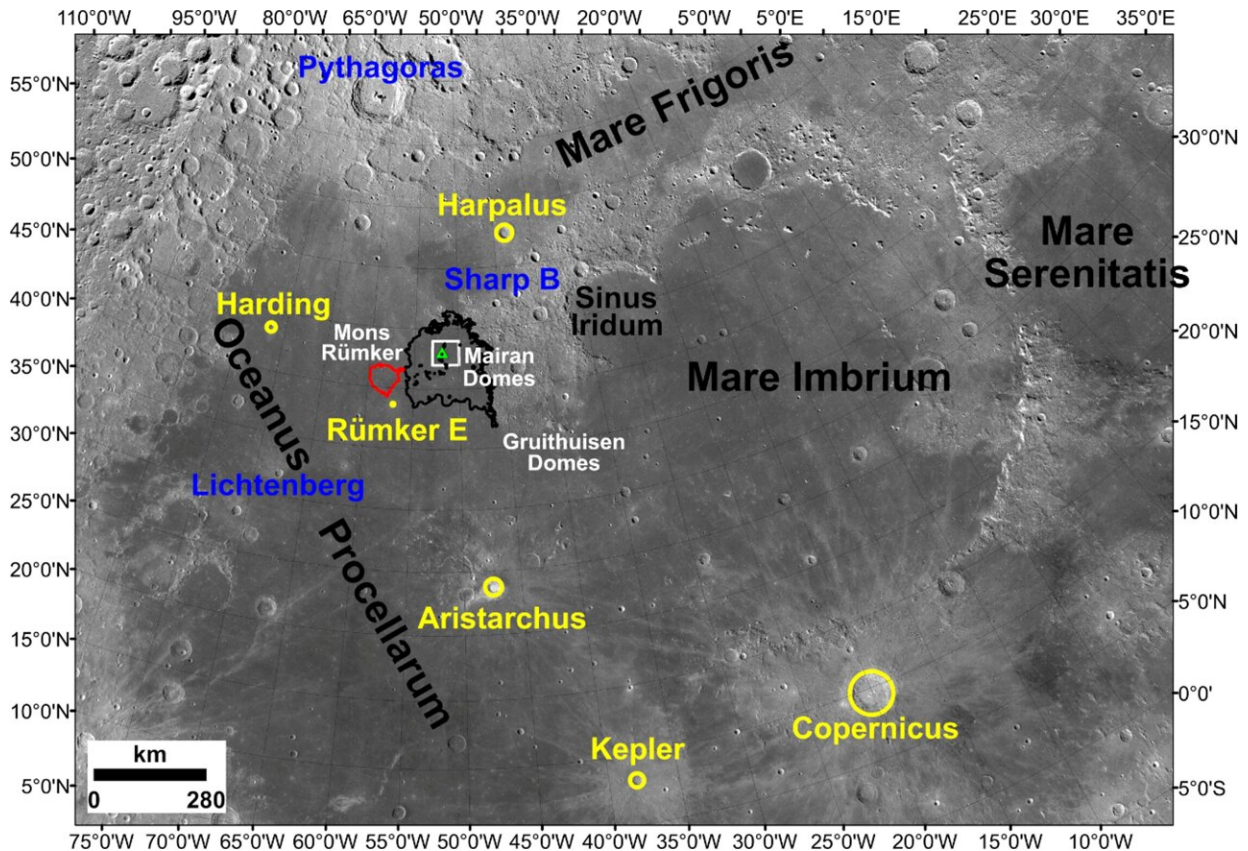 110°0'W 95°0'W 80°0'W 65°0'W 50°0'W 35°0'W 20°0'W 5°0'W 5°0'E 15°0'E 25°0'E 30°0'E 35°0'E
Pythagoras
Mare Frigoris
55°0'N
30°0'N
50°0'N
Harpalus
45°0'N
25°0'N
Mare
Serenitatis
Sharp B
40°0'N
Harding
Sinus
Iridum
20°0'N
Mons
Rümker
Mairan
Domes
35°0'N
Oceanus
Mare Imbrium
15°0'N
Rümker E
30°0'N
Gruithuisen
Domes
Lichtenberg
25°0'N
10°0'N
Procellarum
20°0'N
5°0'N
Aristarchus
15°0'N
0°0'
10°0'N
Copernicus
Kepler
km
0 280
5°0'N
5°0'S
75°0'W 70°0'W 65°0'W 60°0'W 55°0'W 50°0'W 45°0'W 40°0'W 35°0'W 30°0'W 25°0'W 20°0'W 10°0'W